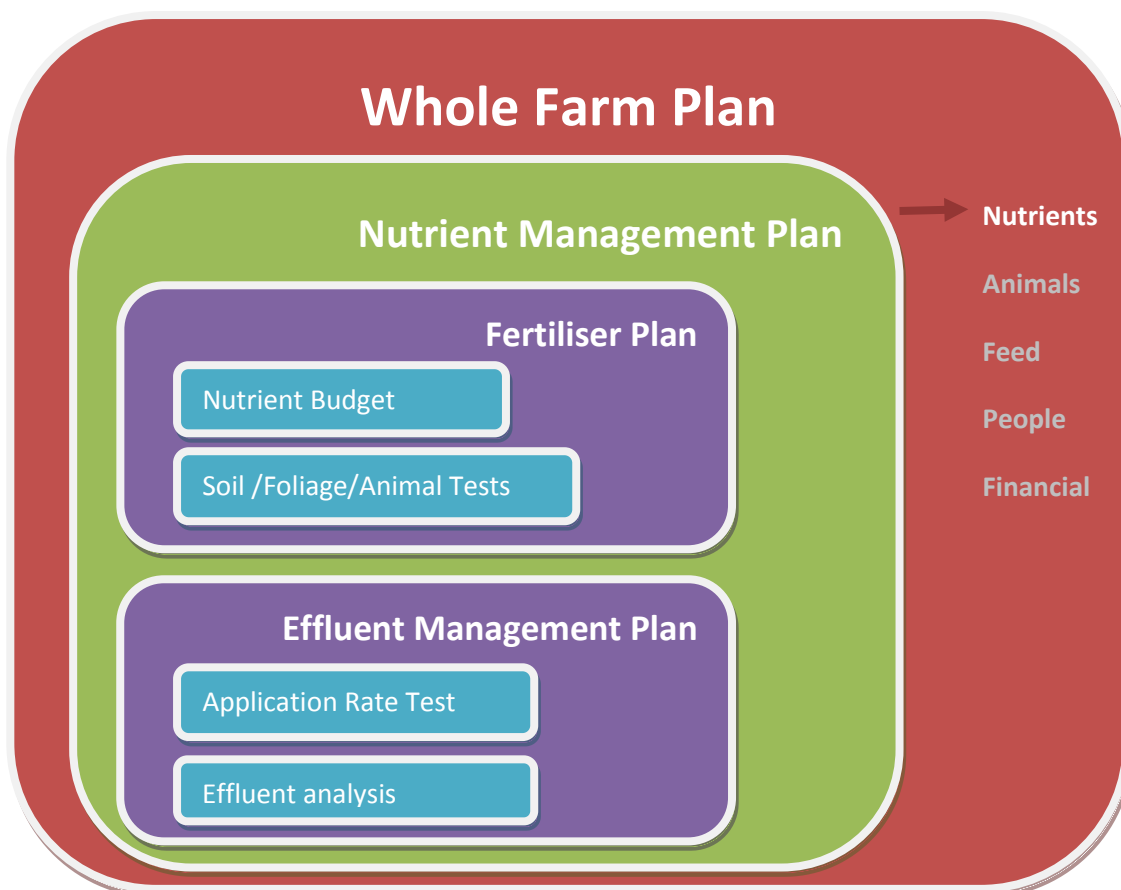 Whole Farm Plan
Nutrient Management Plan
Fertiliser Plan
Nutrient Budget
Soil /Foliage/Animal Tests
Effluent Management Plan
Application Rate Test
Effluent analysis
Nutrients
Animals
Feed
People
Financial